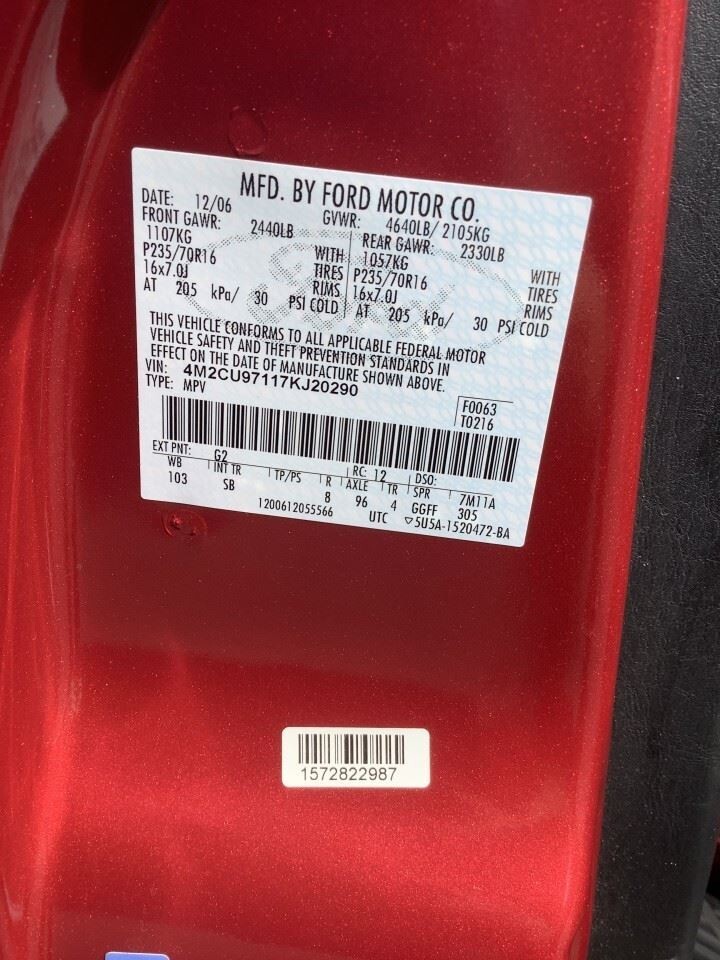 MFD. BY FORD MOTOR CO.
DATE: 12/06 GVWR: 4640LB/ 2105KG
FRONT GAWR: 2440LB REAR GAWR: 2330LB
1107KG WITH 1057KG WITH
P235/70R16 TIRES P235/70R16 TIRES
16x7.0J RIMS 16x7.0J RIMS
AT 205 kPa/ 30 PSI COLD AT 205 kPa/ 30 PSI COLD
THIS VEHICLE CONFORMS TO ALL APPLICABLE FEDERAL MOTOR
VEHICLE SAFETY AND THEFT PREVENTION STANDARDS IN
EFFECT ON THE DATE OF MANUFACTURE SHOWN ABOVE.
VIN: 4M2CU97117KJ20290
TYPE: MPV
F0063
T0216
EXT PNT: G2 RC: 12 DSO:
WB INT TR TP/PS R AXLE TR SPR 7M11A
103 SB 8 96 4 GGFF 305
1200612055566 UTC ▽5U5A-1520472-BA
Ford
1572822987